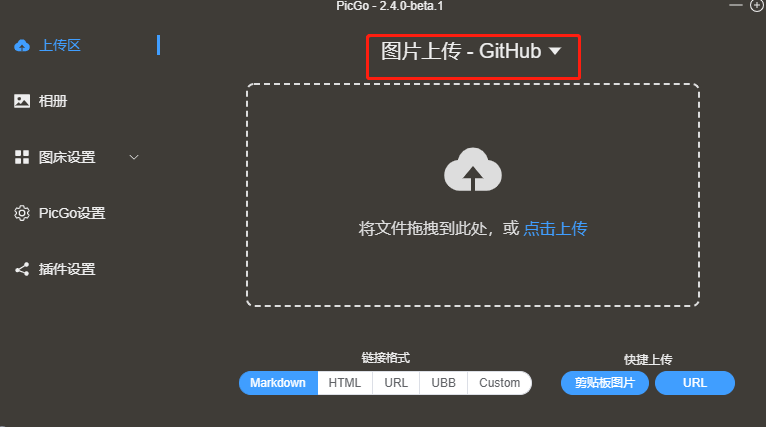 PicGo - 2.4.0-beta.1
上传区
相册
图床设置
PicGo设置
插件设置
图片上传 - GitHub
将文件拖拽到此处，或 点击上传
链接格式
Markdown HTML URL UBB Custom
快捷上传
剪贴板图片 URL